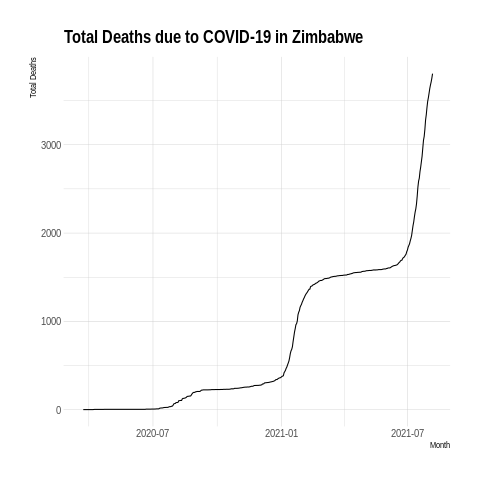 Total Deaths due to COVID-19 in Zimbabwe
Total Deaths
3000
2000
1000
0
2020-07 2021-01 2021-07
Month